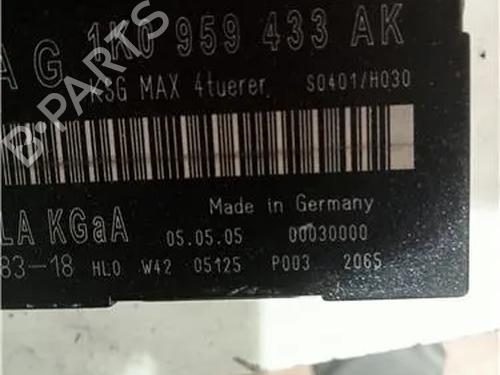 AG 1K0 959 433 AK
KSG MAX 4tuerer. S0401/H030
LA KGaA
Made in Germany
05.05.05 00030000
83-18 HLO W42 05125 P003 2065
B-PARTS